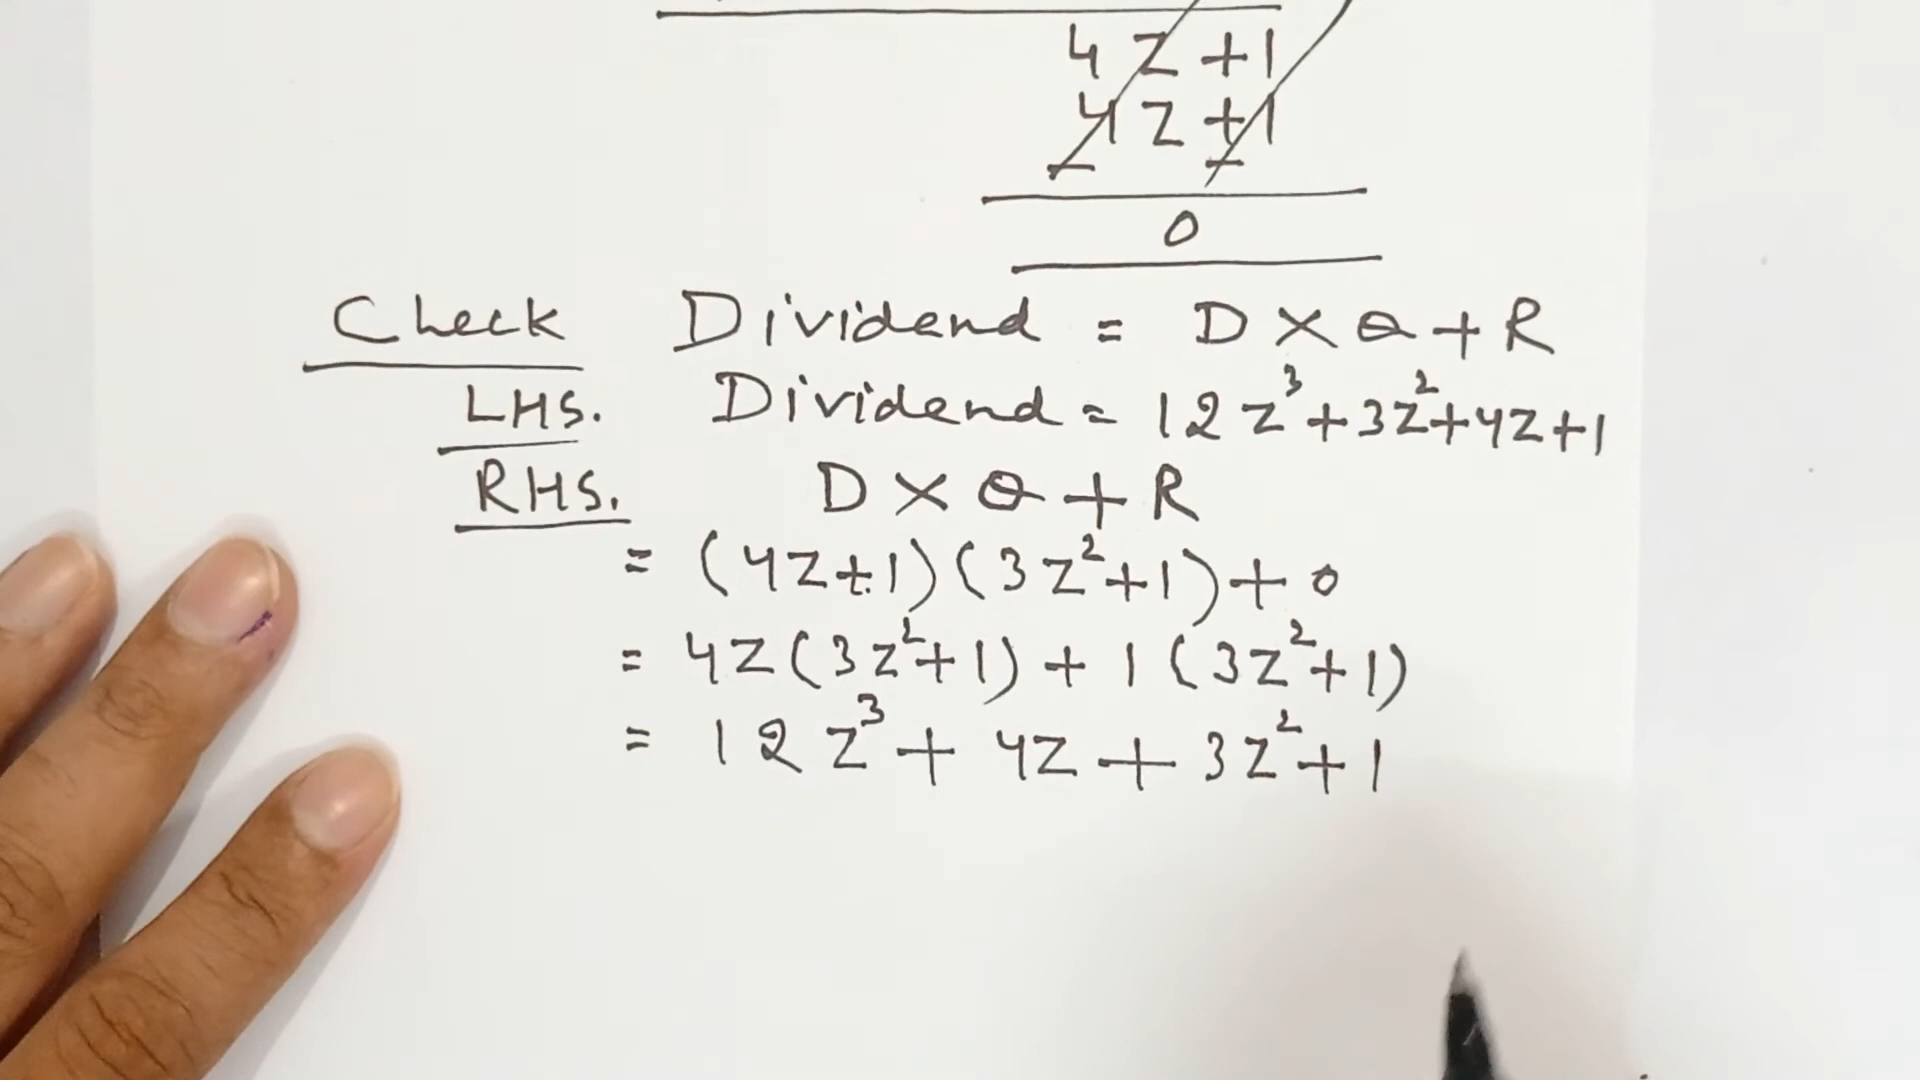 4z+1
4z+1
0
Check Dividend = D×Q+R
LHS. Dividend = 12z³+3z²+4z+1
RHS. D×Q+R
= (4z+1)(3z²+1)+0
= 4z(3z²+1)+1(3z²+1)
= 12z³+4z+3z²+1